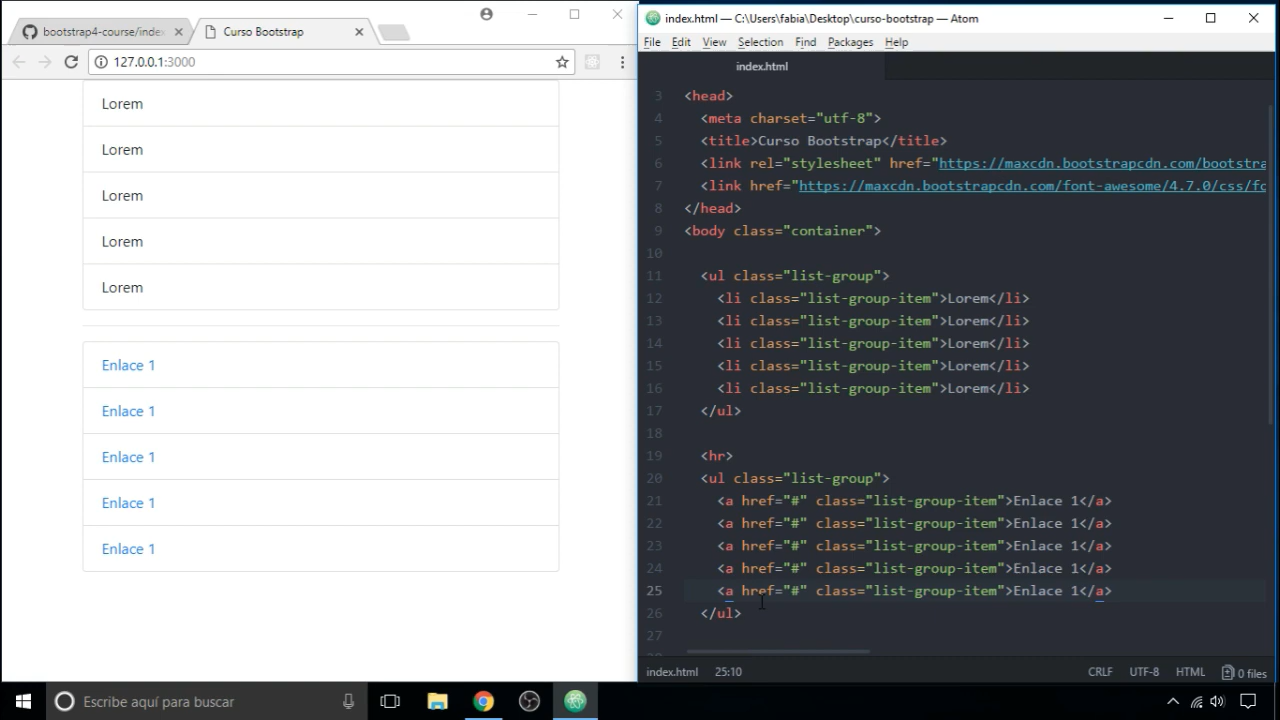 bootstrap4-course/inde
Curso Bootstrap
127.0.0.1:3000
Lorem
Lorem
Lorem
Lorem
Lorem
Enlace 1
Enlace 1
Enlace 1
Enlace 1
Enlace 1
index.html — C:\Users\fabia\Desktop\curso-bootstrap — Atom
File Edit View Selection Find Packages Help
index.html
3 <head>
4 <meta charset="utf-8">
5 <title>Curso Bootstrap</title>
6 <link rel="stylesheet" href="https://maxcdn.bootstrapcdn.com/bootstra
7 <link href="https://maxcdn.bootstrapcdn.com/font-awesome/4.7.0/css/fo
8 </head>
9 <body class="container">
10
11 <ul class="list-group">
12 <li class="list-group-item">Lorem</li>
13 <li class="list-group-item">Lorem</li>
14 <li class="list-group-item">Lorem</li>
15 <li class="list-group-item">Lorem</li>
16 <li class="list-group-item">Lorem</li>
17 </ul>
18
19 <hr>
20 <ul class="list-group">
21 <a href="#" class="list-group-item">Enlace 1</a>
22 <a href="#" class="list-group-item">Enlace 1</a>
23 <a href="#" class="list-group-item">Enlace 1</a>
24 <a href="#" class="list-group-item">Enlace 1</a>
25 <a href="#" class="list-group-item">Enlace 1</a>
26 </ul>
27
index.html 25:10 CRLF UTF-8 HTML 0 files
Escribe aquí para buscar